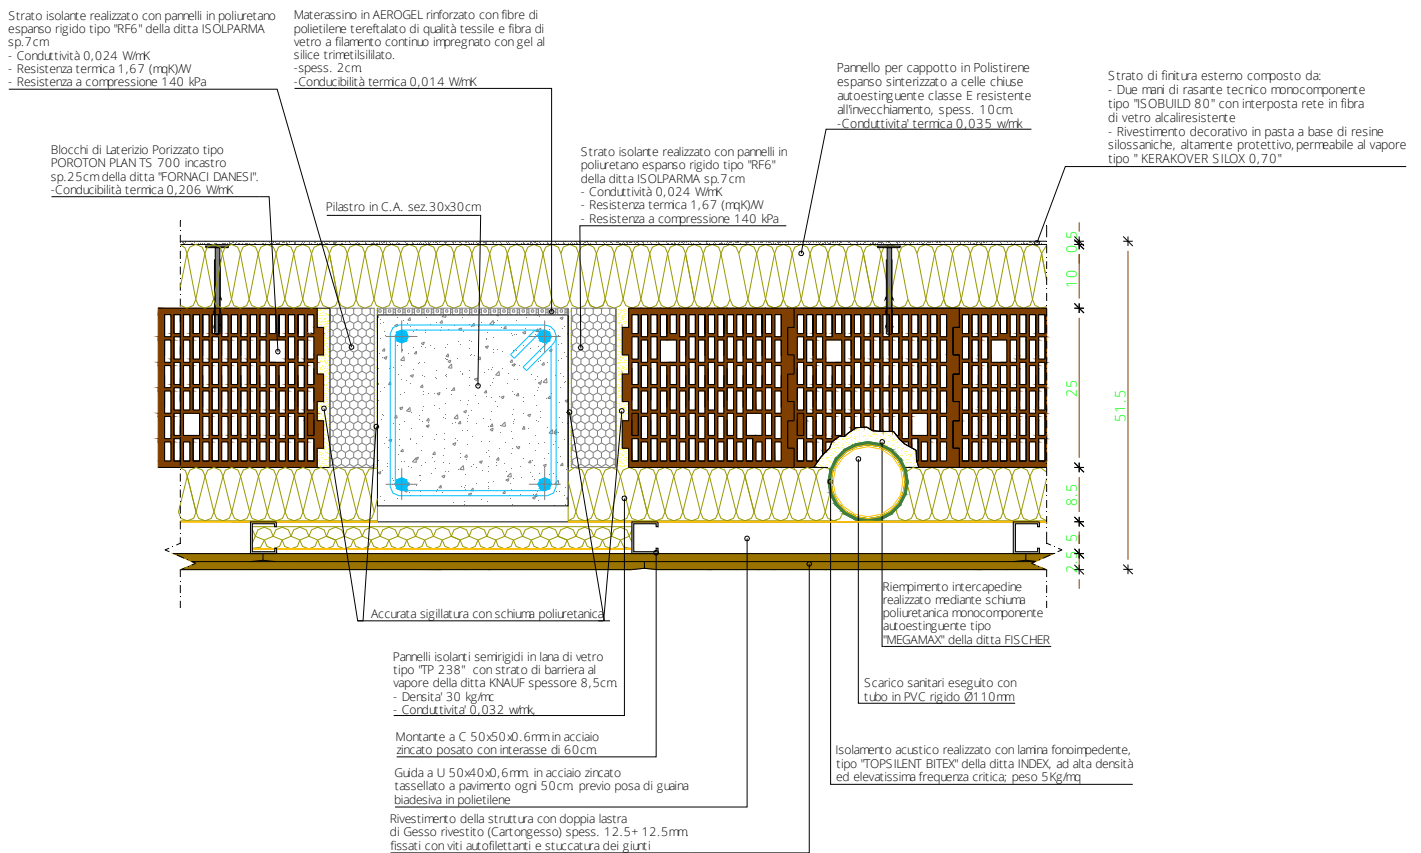 Strato isolante realizzato con pannelli in poliuretano
espanso rigido tipo "RF6" della ditta ISOLPARMA
sp.7cm
- Conduttività 0,024 W/mK
- Resistenza termica 1,67 (mqK)/W
- Resistenza a compressione 140 kPa
Materassino in AEROGEL rinforzato con fibre di
polietilene tereftalato di qualità tessile e fibra di
vetro a filamento continuo impregnato con gel al
silice trimetilsililato.
-spess. 2cm.
-Conducibilità termica 0,014 W/mK
Pannello per cappotto in Polistirene
espanso sinterizzato a celle chiuse
autoestinguente classe E resistente
all'invecchiamento, spess. 10cm.
-Conduttivita' termica 0,035 w/mk
Strato di finitura esterno composto da:
- Due mani di rasante tecnico monocomponente
tipo "ISOBUILD 80" con interposta rete in fibra
di vetro alcaliresistente
- Rivestimento decorativo in pasta a base di resine
silossaniche, altamente protettivo, permeabile al vapore
tipo " KERAKOVER SILOX 0,70"
Blocchi di Laterizio Porizzato tipo
POROTON PLAN TS 700 incastro
sp.25cm della ditta "FORNACI DANESI".
-Conducibilità termica 0,206 W/mK
Strato isolante realizzato con pannelli in
poliuretano espanso rigido tipo "RF6"
della ditta ISOLPARMA sp.7cm
- Conduttività 0,024 W/mK
- Resistenza termica 1,67 (mqK)/W
- Resistenza a compressione 140 kPa
Pilastro in C.A. sez.30x30cm
0,5
10
25
51.5
8.5
5
2.5
Accurata sigillatura con schiuma poliuretanica
Riempimento intercapedine
realizzato mediante schiuma
poliuretanica monocomponente
autoestinguente tipo
"MEGAMAX" della ditta FISCHER
Pannelli isolanti semirigidi in lana di vetro
tipo "TP 238" con strato di barriera al
vapore della ditta KNAUF spessore 8,5cm.
- Densita' 30 kg/mc
- Conduttivita' 0,032 w/mk,
Scarico sanitari eseguito con
tubo in PVC rigido Ø110mm
Montante a C 50x50x0.6mm.in acciaio
zincato posato con interasse di 60cm.
Isolamento acustico realizzato con lamina fonoimpedente,
tipo "TOPSILENT BITEX" della ditta INDEX, ad alta densità
ed elevatissima frequenza critica; peso 5Kg/mq
Guida a U 50x40x0,6mm. in acciaio zincato
tassellato a pavimento ogni 50cm. previo posa di guaina
biadesiva in polietilene
Rivestimento della struttura con doppia lastra
di Gesso rivestito (Cartongesso) spess. 12.5+ 12.5mm.
fissati con viti autofilettanti e stuccatura dei giunti